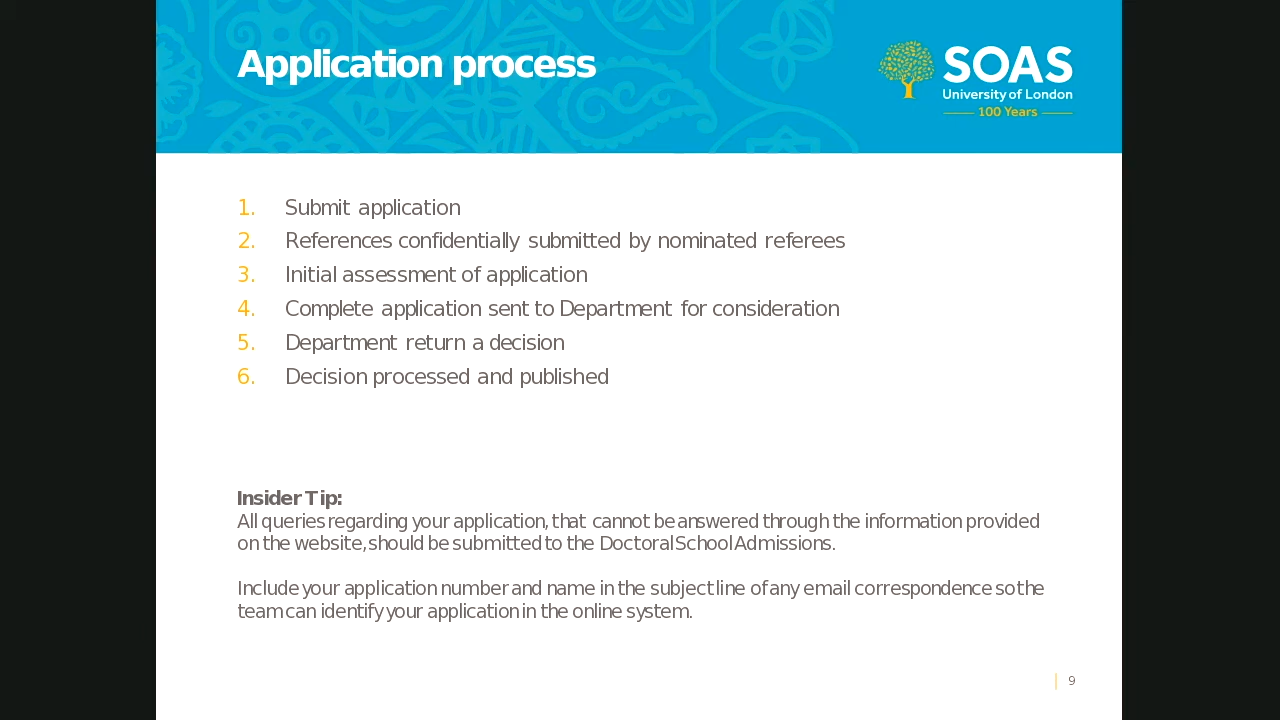 Application process
SOAS
University of London
100 Years
1. Submit application
2. References confidentially submitted by nominated referees
3. Initial assessment of application
4. Complete application sent to Department for consideration
5. Department return a decision
6. Decision processed and published
Insider Tip:
All queries regarding your application, that cannot be answered through the information provided
on the website, should be submitted to the Doctoral School Admissions.
Include your application number and name in the subject line of any email correspondence so the
team can identify your application in the online system.
9